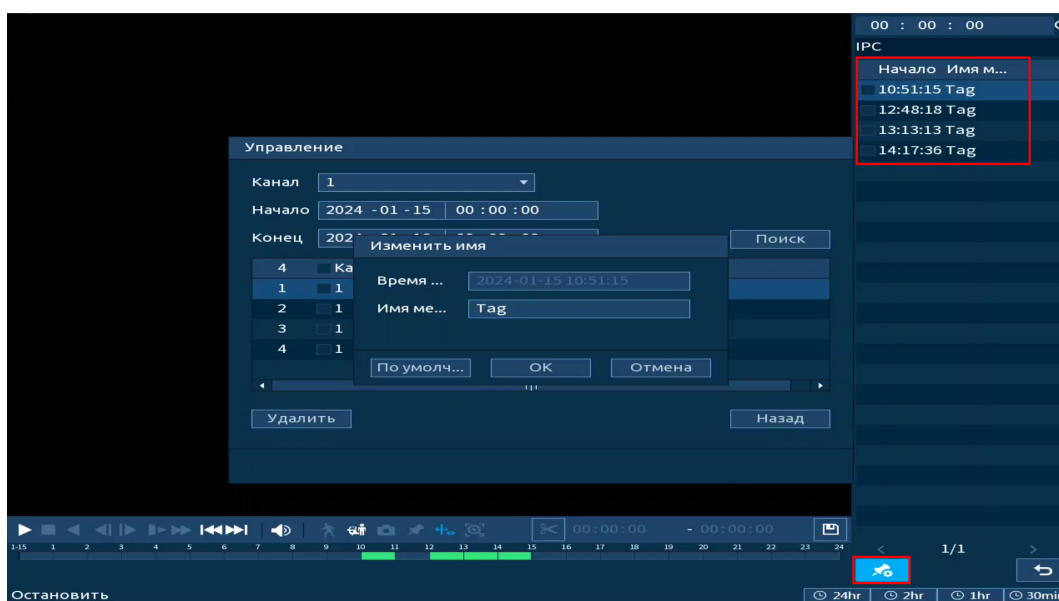 00 : 00 : 00
IPC
Начало Имя м...
10:51:15 Tag
12:48:18 Tag
13:13:13 Tag
14:17:36 Tag
Управление
Канал 1
Начало 2024 - 01 - 15 00 : 00 : 00
Конец 202
Поиск
Изменить имя
Время ... 2024-01-15 10:51:15
Имя ме... Tag
По умолч... OK Отмена
4 Ка
1 1
2 1
3 1
4 1
Удалить Назад
00:00:00 - 00:00:00
1-15 1 2 3 4 5 6 7 8 9 10 11 12 13 14 15 16 17 18 19 20 21 22 23 24
< 1/1 >
Остановить
24hr 2hr 1hr 30mi